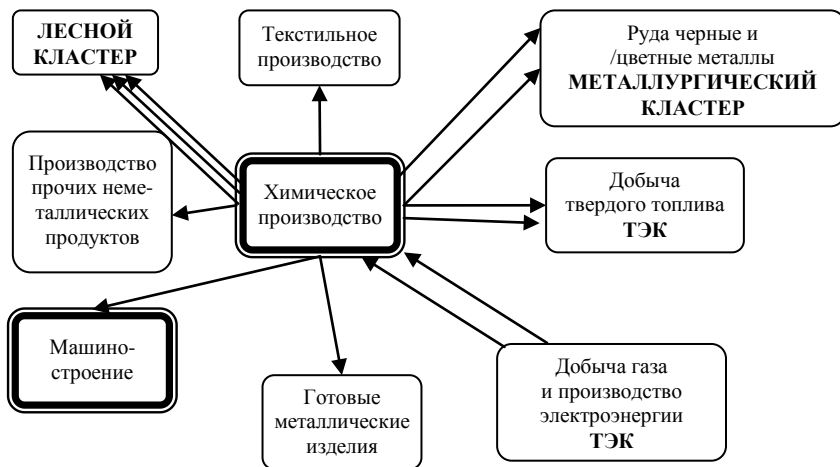 ЛЕСНОЙ
КЛАСТЕР
Текстильное
производство
Руда черные и
/цветные металлы
МЕТАЛЛУРГИЧЕСКИЙ
КЛАСТЕР
Производство
прочих неме-
таллических
продуктов
Химическое
производство
Добыча
твердого топлива
ТЭК
Машино-
строение
Готовые
металлические
изделия
Добыча газа
и производство
электроэнергии
ТЭК